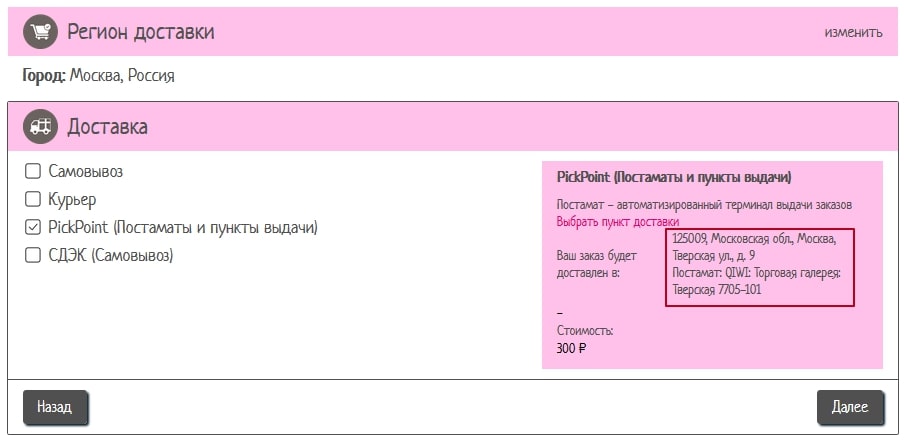 Регион доставки
изменить
Город: Москва, Россия
Доставка
Самовывоз
Курьер
PickPoint (Постаматы и пункты выдачи)
СДЭК (Самовывоз)
PickPoint (Постаматы и пункты выдачи)
Постамат – автоматизированный терминал выдачи заказов
Выбрать пункт доставки
Ваш заказ будет
доставлен в:
125009, Московская обл., Москва,
Тверская ул., д. 9
Постамат: QIWI: Торговая галерея:
Тверская 7705-101
–
Стоимость:
300 ₽
Назад
Далее